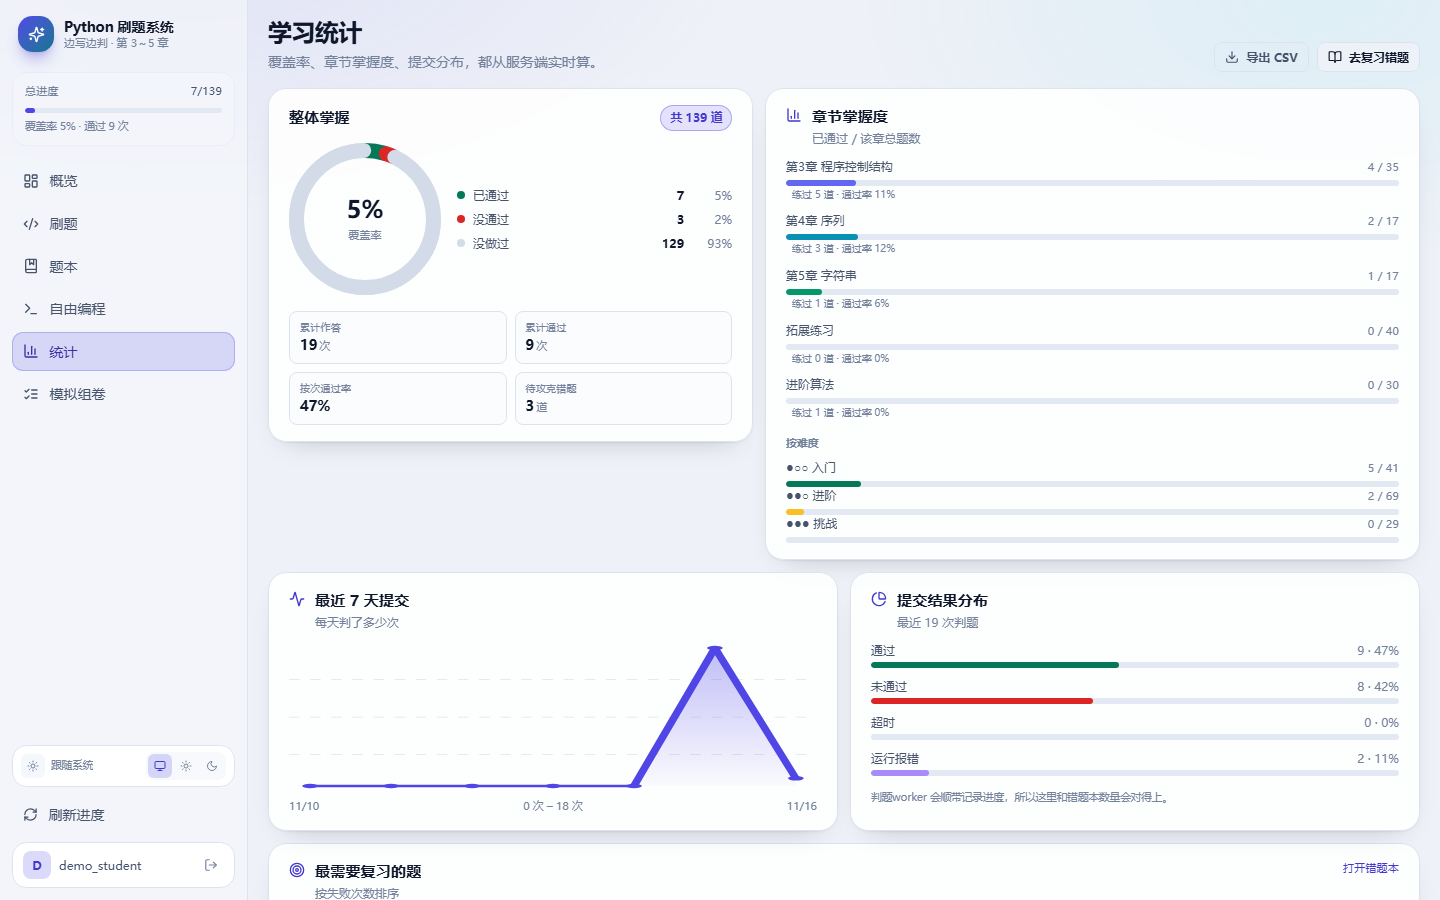 Python 刷题系统
边写边判 · 第 3 ~ 5 章
总进度 7/139
覆盖率 5% · 通过 9 次
概览
刷题
题本
自由编程
统计
模拟组卷
跟随系统
刷新进度
D demo_student
学习统计
覆盖率、章节掌握度、提交分布，都从服务端实时算。
导出 CSV
去复习错题
整体掌握
共 139 道
5%
覆盖率
已通过 7 5%
没通过 3 2%
没做过 129 93%
累计作答
19 次
累计通过
9 次
按次通过率
47%
待攻克错题
3 道
章节掌握度
已通过 / 该章总题数
第3章 程序控制结构 4 / 35
练过 5 道 · 通过率 11%
第4章 序列 2 / 17
练过 3 道 · 通过率 12%
第5章 字符串 1 / 17
练过 1 道 · 通过率 6%
拓展练习 0 / 40
练过 0 道 · 通过率 0%
进阶算法 0 / 30
练过 1 道 · 通过率 0%
按难度
●○○ 入门 5 / 41
●●○ 进阶 2 / 69
●●● 挑战 0 / 29
最近 7 天提交
每天判了多少次
11/10 0 次 – 18 次 11/16
提交结果分布
最近 19 次判题
通过 9 · 47%
未通过 8 · 42%
超时 0 · 0%
运行报错 2 · 11%
判题worker 会顺带记录进度，所以这里和错题本数量会对得上。
最需要复习的题
按失败次数排序
打开错题本